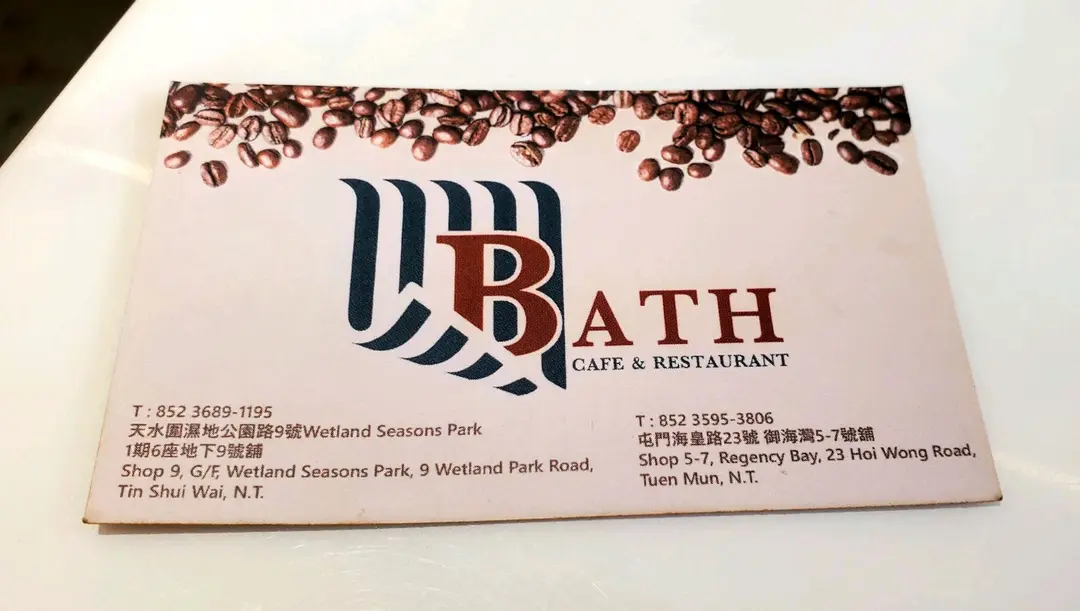 BATH
CAFE & RESTAURANT
T : 852 3689-1195
天水圍濕地公園路9號Wetland Seasons Park
1期6座地下9號舖
Shop 9, G/F, Wetland Seasons Park, 9 Wetland Park Road,
Tin Shui Wai, N.T.
T : 852 3595-3806
屯門海皇路23號 御海灣5-7號舖
Shop 5-7, Regency Bay, 23 Hoi Wong Road,
Tuen Mun, N.T.